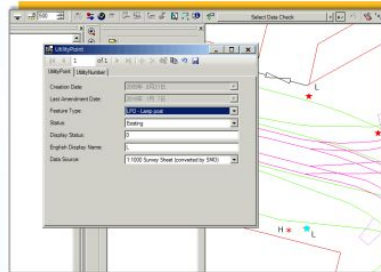 500
Select Data Check
UtilityPoint
1 of 1
UtilityPoint UtilityNumber
Creation Date:
Last Amendment Date:
Feature Type: LPO - Lamp post
Status: Existing
Display Status: 0
English Display Name: L
Data Source: 1:1000 Survey Sheet (converted by SMO)
L
H L